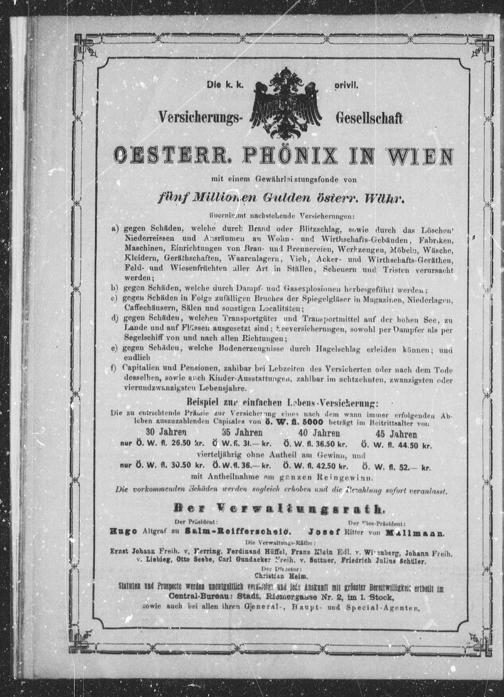 Die k. k. privil.
Versicherungs- Gesellschaft
OESTERR. PHÖNIX IN WIEN
mit einem Gewährleistungsfonde von
fünf Millionen Gulden österr. Währ.
übernimmt nachstehende Versicherungen:
a) gegen Schäden, welche durch Brand oder Blitzschlag, sowie durch das Löschen
Niederreissen und Ausräumen an Wohn- und Wirthschafts-Gebäuden, Fabriken,
Maschinen, Einrichtungen von Brau- und Brennereien, Werkzeugen, Möbeln, Wäsche,
Kleidern, Geräthschaften, Waarenlagern, Vieh, Acker- und Wirthschafts-Geräthen,
Feld- und Wiesenfrüchten aller Art in Ställen, Scheuern und Tristen verursacht
werden;
b) gegen Schäden, welche durch Dampf- und Gasexplosionen herbeigeführt werden;
c) gegen Schäden in Folge zufälligen Bruches der Spiegelgläser in Magazinen, Niederlagen,
Caffehäusern, Sälen und sonstigen Localitäten;
d) gegen Schäden, welchen Transportgüter und Transportmittel auf der hohen See, zu
Lande und auf Flüssen ausgesetzt sind; Seeversicherungen, sowohl per Dampfer als per
Segelschiff von und nach allen Richtungen;
e) gegen Schäden, welche Bodenerzeugnisse durch Hagelschlag erleiden können; und
endlich
f) Capitalien und Pensionen, zahlbar bei Lebzeiten des Versicherten oder nach dem Tode
desselben, sowie auch Kinder-Ausstattungen, zahlbar im achtzehnten, zwanzigsten oder
vierundzwanzigsten Lebensjahre.
Beispiel zur einfachen Lebens-Versicherung:
Die zu entrichtende Prämie zur Versicherung eines nach dem wann immer erfolgenden Ab-
leben auszuzahlenden Capitales von ö. W. fl. 5000 beträgt im Beitrittsalter von
30 Jahren 35 Jahren 40 Jahren 45 Jahren
nur Ö. W. fl. 26.50 kr. Ö W. fl. 31.— kr. Ö. W. fl. 36.50 kr. Ö. W. fl. 44.50 kr.
vierteljährig ohne Antheil am Gewinn, und
nur Ö. W. fl. 30.50 kr. Ö. W. fl. 36.— kr. Ö. W. fl. 42.50 kr. Ö. W. fl. 52.— kr.
mit Antheilnahme am ganzen Reingewinn.
Die vorkommenden Schäden werden sogleich erhoben und die Bezahlung sofort veranlasst.
Der Verwaltungsrath.
Der Präsident: Der Vice-Präsident:
Hugo Altgraf zu Salm-Reifferscheid. Josef Ritter von Mallmann.
Die Verwaltungs-Räthe:
Ernst Johann Freih. v. Herring, Ferdinand Höffel, Franz Klein Edl. v. Wisenberg, Johann Freih.
v. Liebieg, Otto Seebe, Carl Gundacker Freih. v. Suttner, Friedrich Julius Schüler.
Der Director:
Christian Heim.
Statuten und Prospecte werden unentgeltlich verabfolgt und jede Auskunft mit grösster Bereitwilligkeit ertheilt im
Central-Bureau: Stadt, Riemergasse Nr. 2, im 1. Stock,
sowie auch bei allen ihren General-, Haupt- und Special-Agenten.